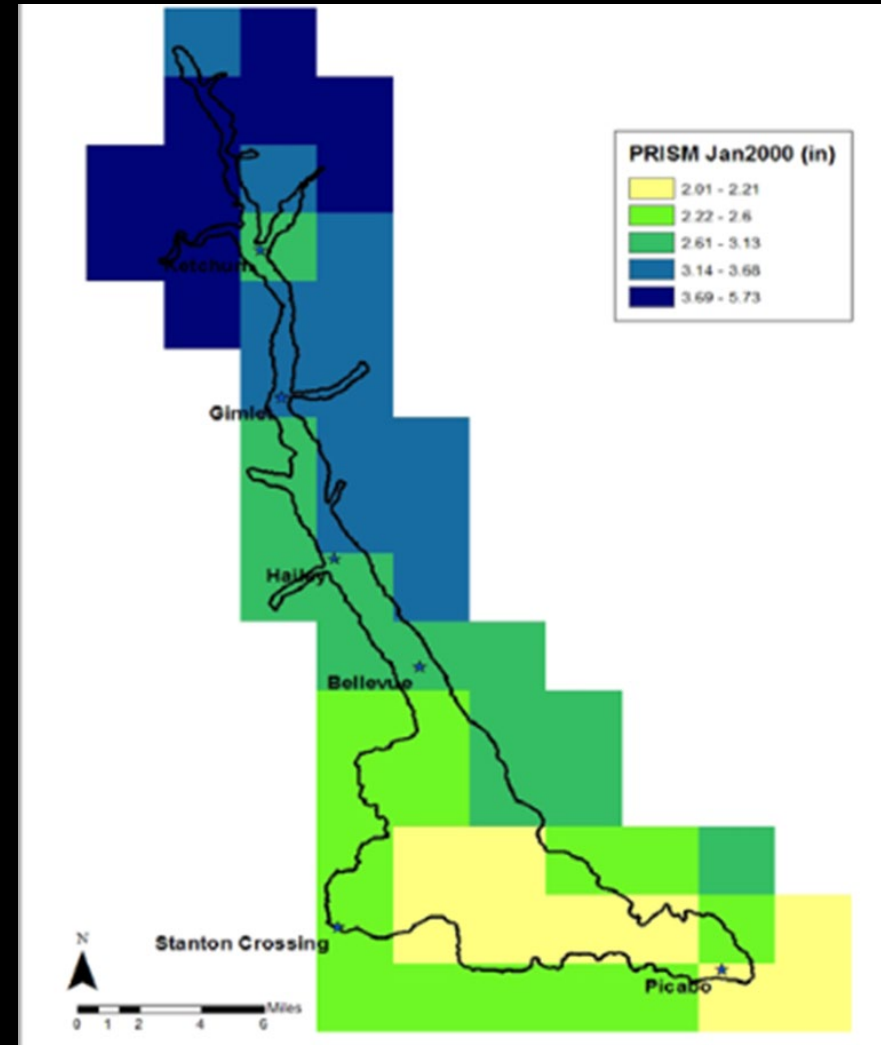 PRISM Jan2000 (in)
2.01 - 2.21
2.22 - 2.6
2.61 - 3.13
3.14 - 3.68
3.69 - 5.73
Ketchum
Gimlet
Hailey
Bellevue
Stanton Crossing
Picabo
N
Miles
0 1 2 4 6